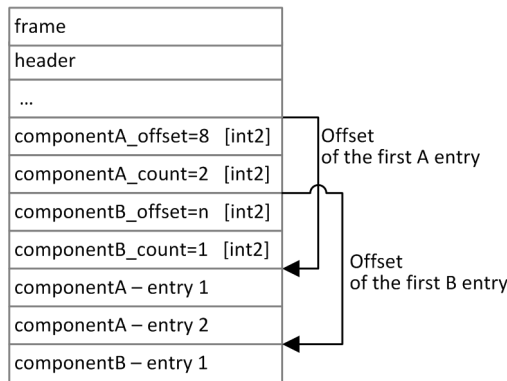 frame
header
...
componentA_offset=8 [int2]
componentA_count=2 [int2]
componentB_offset=n [int2]
componentB_count=1 [int2]
componentA – entry 1
componentA – entry 2
componentB – entry 1
Offset
of the first A entry
Offset
of the first B entry